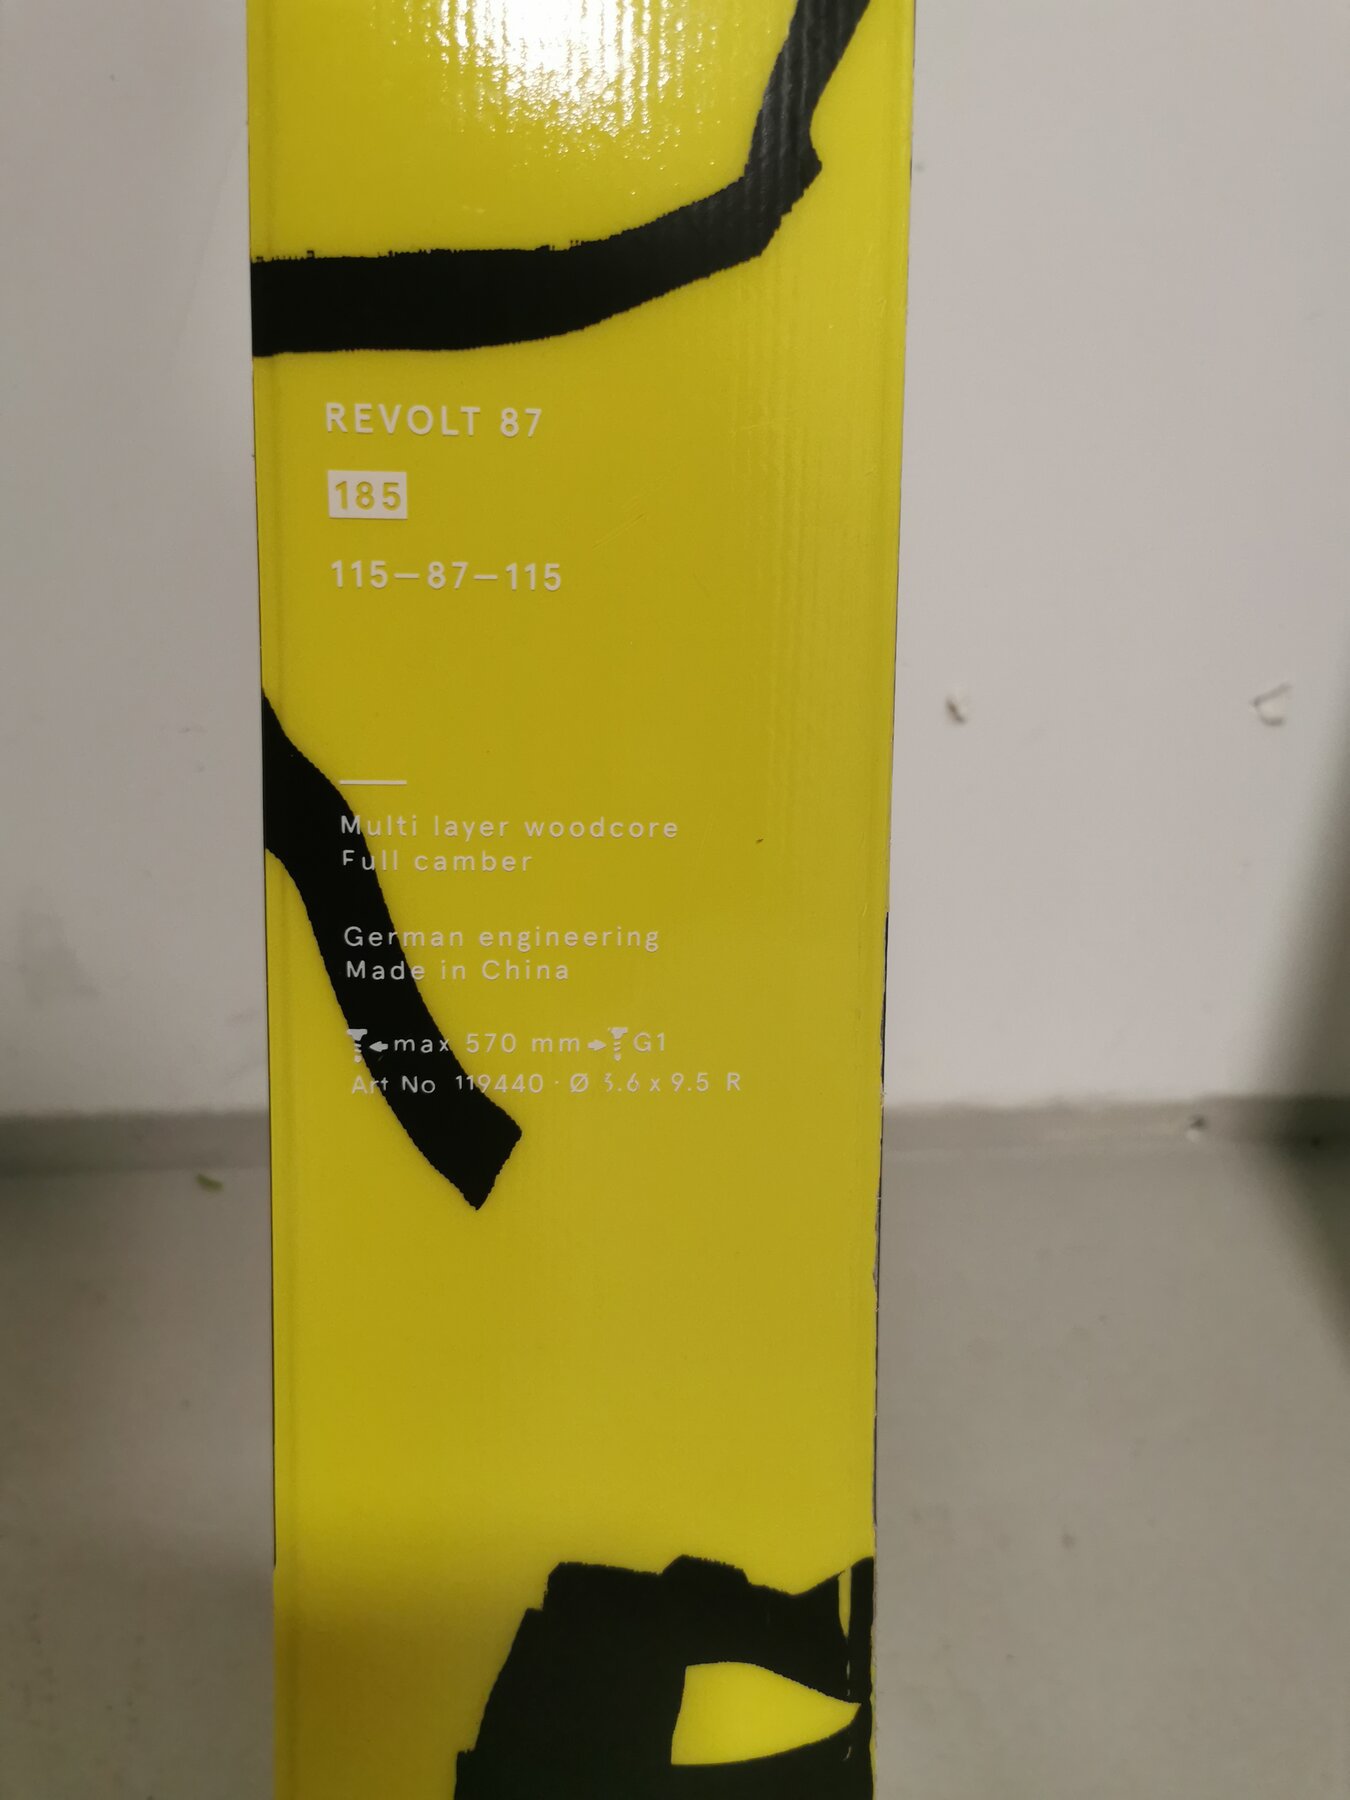 REVOLT 87
185
115–87–115
Multi layer woodcore
Full camber
German engineering
Made in China
max 570 mm G1
Art No 119440 · Ø 3.6 x 9.5 R